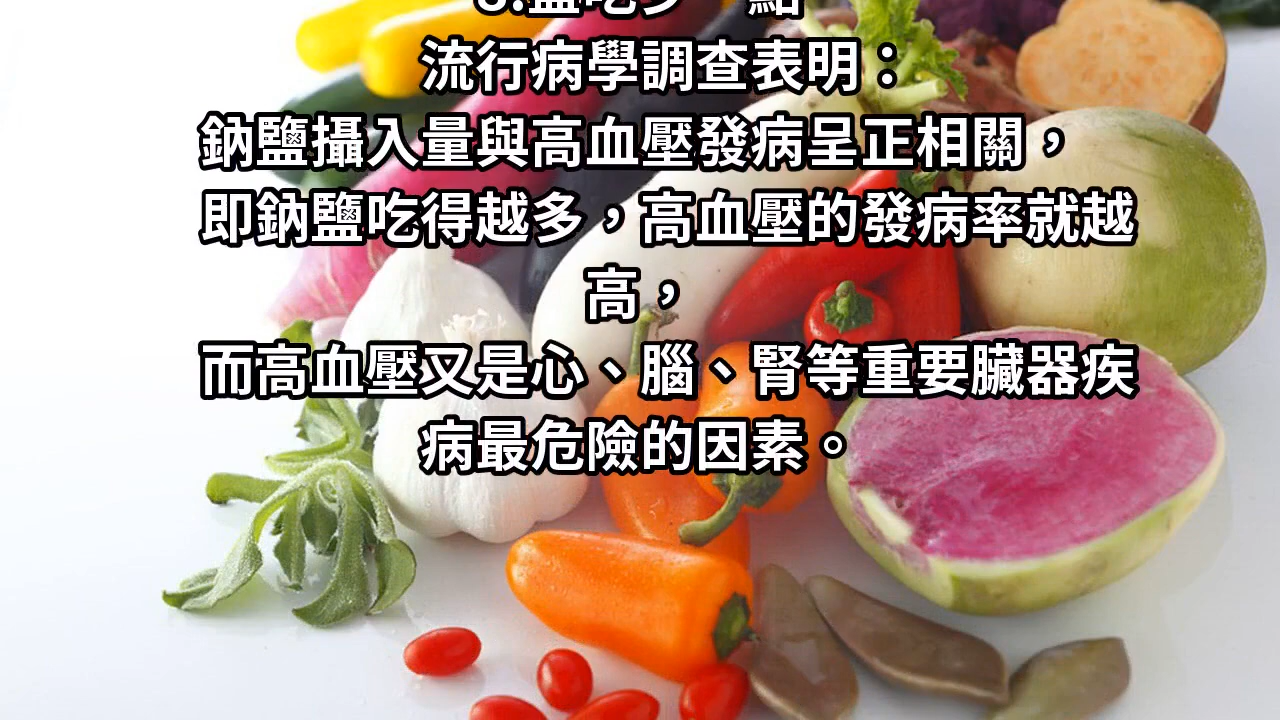 流行病學調查表明：
鈉鹽攝入量與高血壓發病呈正相關，
即鈉鹽吃得越多，高血壓的發病率就越
高，
而高血壓又是心、腦、腎等重要臟器疾
病最危險的因素。